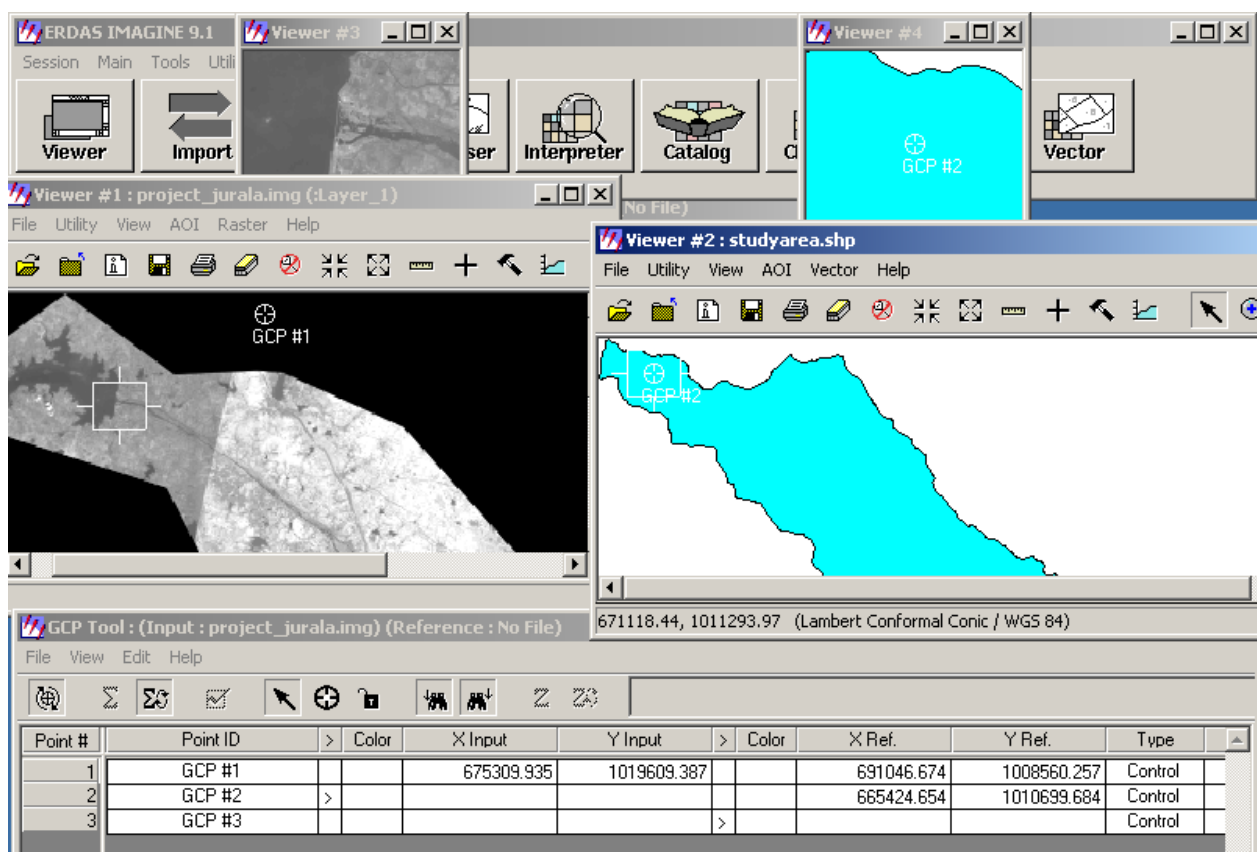 ERDAS IMAGINE 9.1
Viewer #3
Viewer #4
Session Main Tools Utili
Viewer
Import
ser
Interpreter
Catalog
Vector
Viewer #1 : project_jurala.img (:Layer_1)
No File)
File Utility View AOI Raster Help
GCP #2
Viewer #2 : studyarea.shp
File Utility View AOI Vector Help
GCP #1
GCP #2
671118.44, 1011293.97 (Lambert Conformal Conic / WGS 84)
GCP Tool : (Input : project_jurala.img) (Reference : No File)
File View Edit Help
Point # Point ID > Color X Input Y Input > Color X Ref. Y Ref. Type
1 GCP #1 675309.935 1019609.387 691046.674 1008560.257 Control
2 GCP #2 > 665424.654 1010699.684 Control
3 GCP #3 > Control